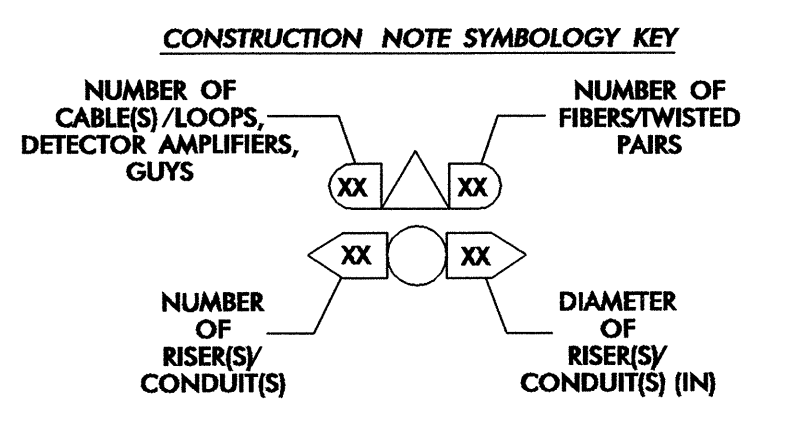 CONSTRUCTION NOTE SYMBOLOGY KEY
NUMBER OF
CABLE(S)/LOOPS,
DETECTOR AMPLIFIERS,
GUYS
NUMBER OF
FIBERS/TWISTED
PAIRS
XX
XX
XX
XX
NUMBER
OF
RISER(S)/
CONDUIT(S)
DIAMETER
OF
RISER(S)/
CONDUIT(S) (IN)